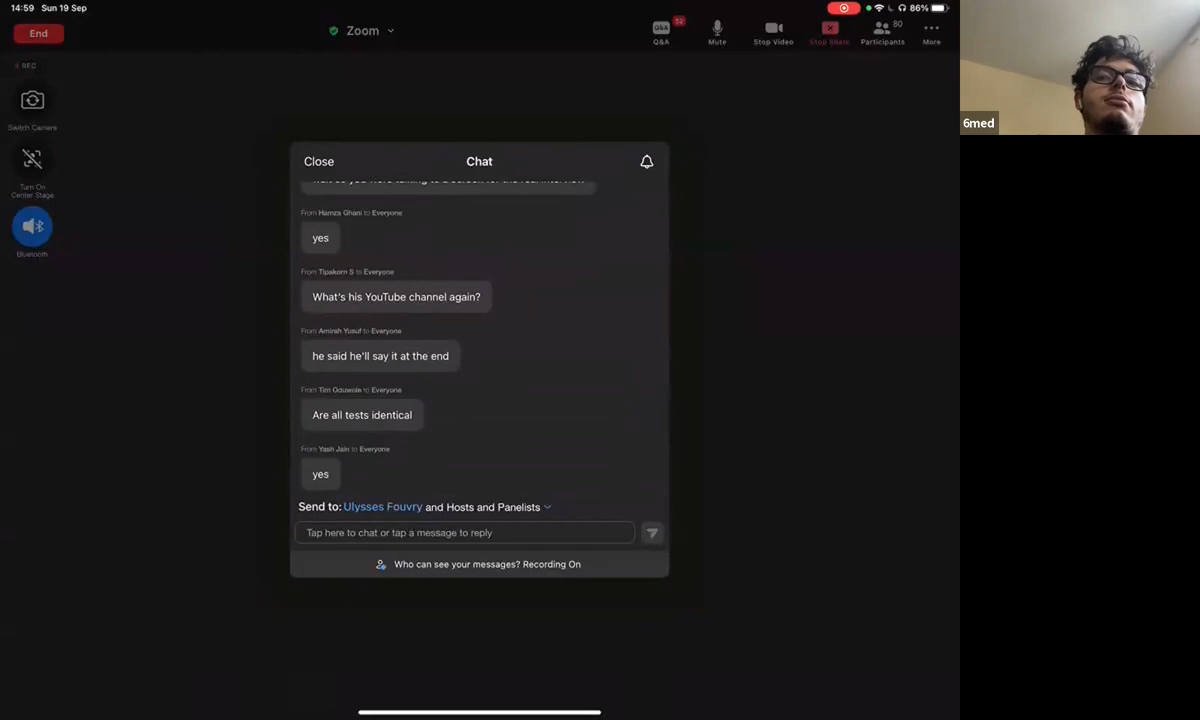 14:59 Sun 19 Sep
86%
End
Zoom
52
80
Q&A
Q&A
Mute
Stop Video
Stop Share
Participants
More
REC
Switch Camera
Turn On
Center Stage
Bluetooth
6med
Close
Chat
From Hamza Ghani to Everyone
yes
From Tipakorn S to Everyone
What's his YouTube channel again?
From Amirah Yusuf to Everyone
he said he'll say it at the end
From Tim to Everyone
Are all tests identical
From Yash Jain to Everyone
yes
Send to: Ulysses Fouvry and Hosts and Panelists
Tap here to chat or tap a message to reply
Who can see your messages? Recording On